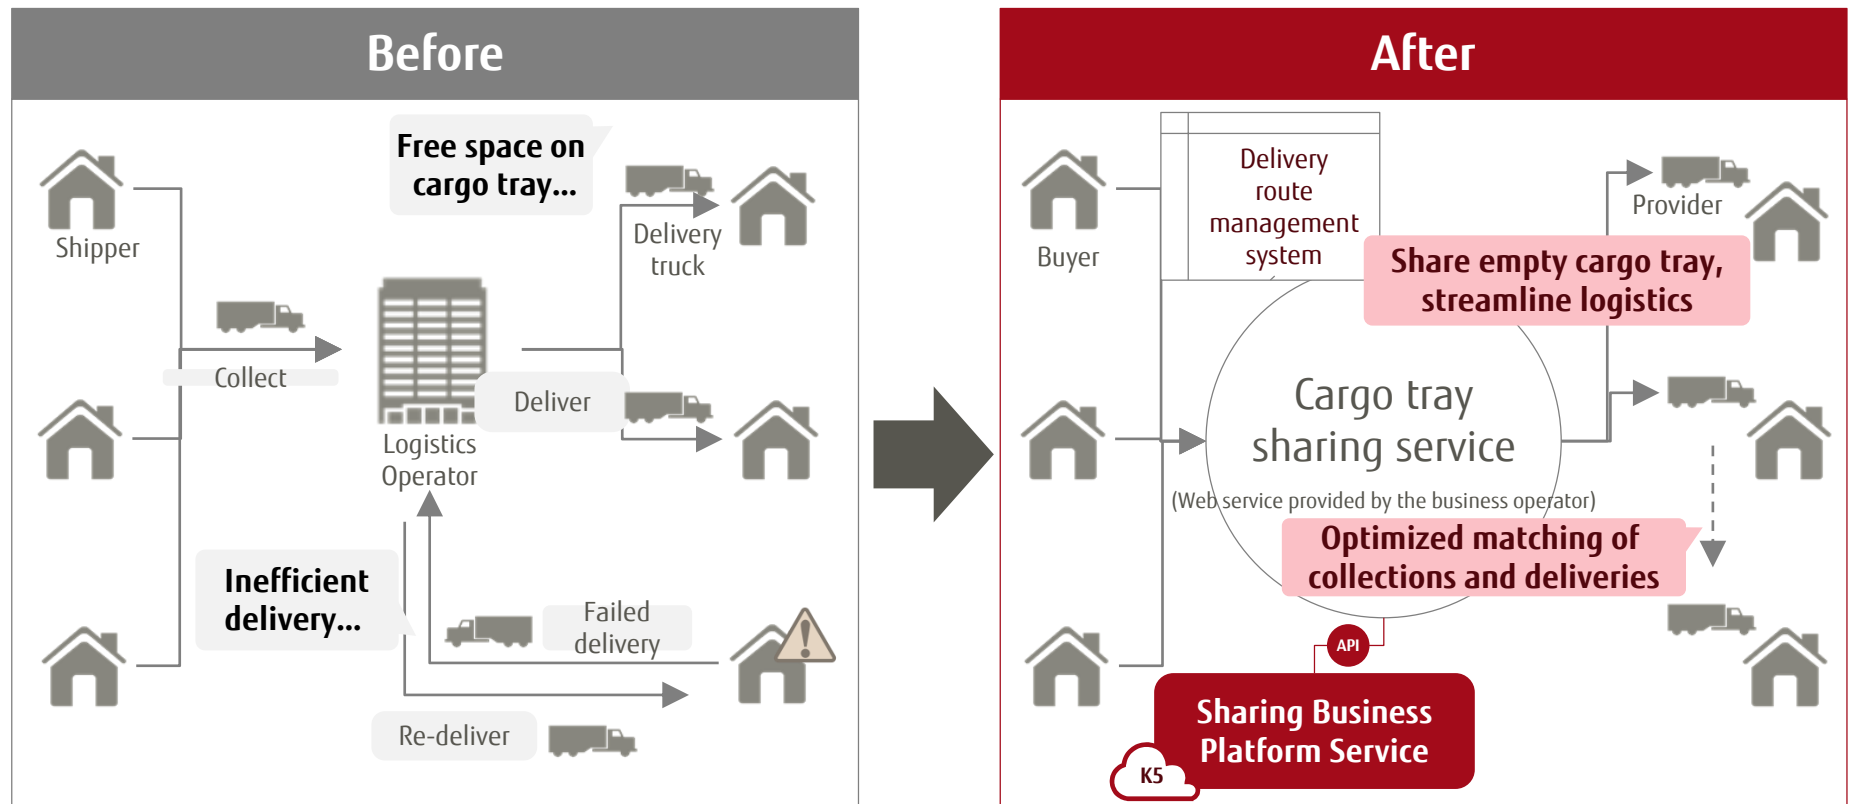 Before
Free space on
cargo tray...
Shipper
Delivery
truck
Collect
Deliver
Logistics
Operator
Inefficient
delivery...
Failed
delivery
Re-deliver
After
Delivery
route
management
system
Buyer
Provider
Share empty cargo tray,
streamline logistics
Cargo tray
sharing service
(Web service provided by the business operator)
Optimized matching of
collections and deliveries
API
Sharing Business
Platform Service
K5